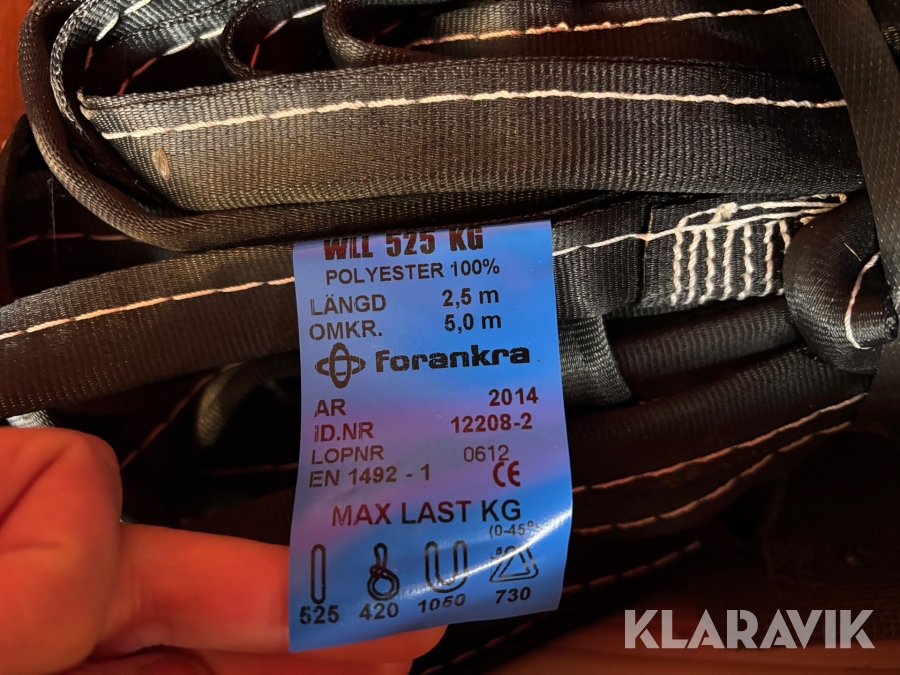 WLL 525 KG
POLYESTER 100%
LÄNGD 2,5 m
OMKR. 5,0 m
forankra
AR 2014
ID.NR 12208-2
LOPNR 0612
EN 1492 - 1 CE
MAX LAST KG
(0-45°
525 420 1050 730
KLARAVIK